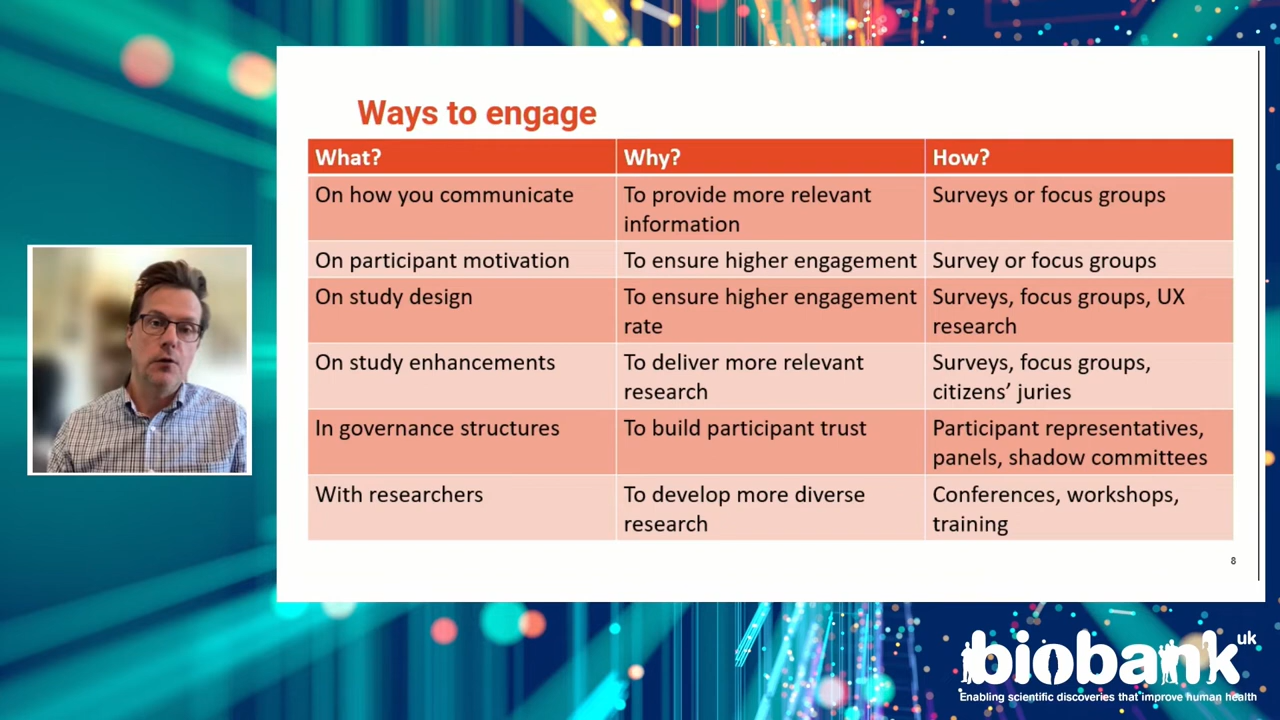 Ways to engage
What?
Why?
How?
On how you communicate
To provide more relevant
information
Surveys or focus groups
On participant motivation
To ensure higher engagement
Survey or focus groups
On study design
To ensure higher engagement
rate
Surveys, focus groups, UX
research
On study enhancements
To deliver more relevant
research
Surveys, focus groups,
citizens’ juries
In governance structures
To build participant trust
Participant representatives,
panels, shadow committees
With researchers
To develop more diverse
research
Conferences, workshops,
training
8
biobank uk
Enabling scientific discoveries that improve human health